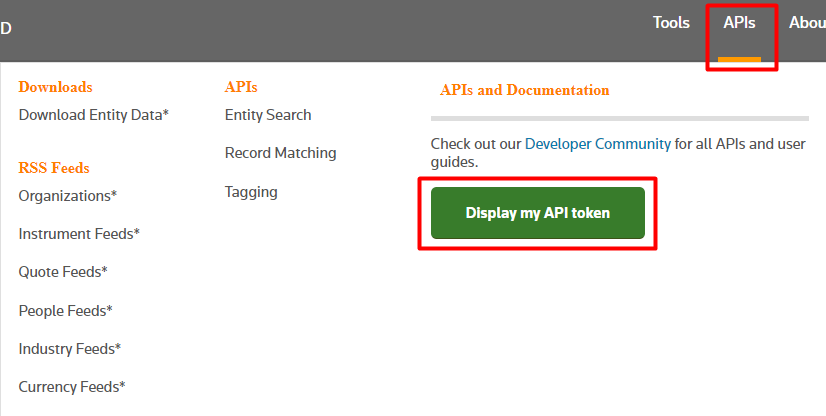 D
Tools
APIs
Abou
Downloads
Download Entity Data*
RSS Feeds
Organizations*
Instrument Feeds*
Quote Feeds*
People Feeds*
Industry Feeds*
Currency Feeds*
APIs
Entity Search
Record Matching
Tagging
APIs and Documentation
Check out our Developer Community for all APIs and user
guides.
Display my API token